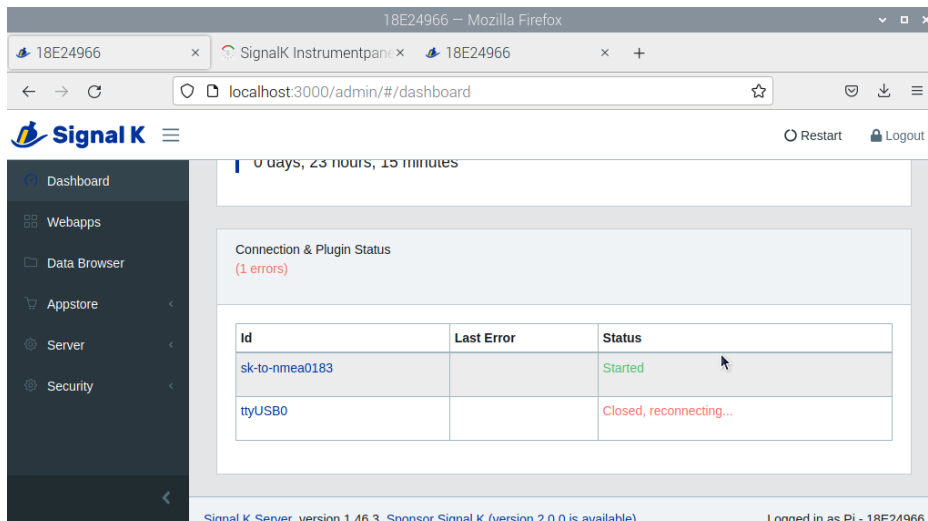 18E24966 — Mozilla Firefox
18E24966 × SignalK Instrumentpane × 18E24966 × +
localhost:3000/admin/#/dashboard
Signal K Restart Logout
0 days, 23 hours, 15 minutes
Dashboard
Webapps
Data Browser
Appstore
Server
Security
Connection & Plugin Status
(1 errors)
Id Last Error Status
sk-to-nmea0183 Started
ttyUSB0 Closed, reconnecting...
Signal K Server version 1.46.3 Sponsor Signal K (version 2.0.0 is available) Logged in as Pi - 18E24966